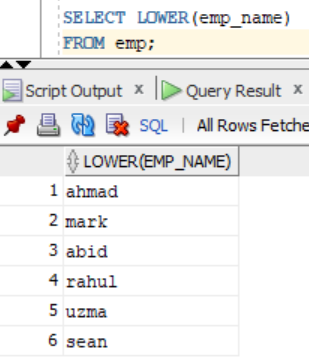 SELECT LOWER(emp_name)
FROM emp;
Script Output x Query Result x
SQL | All Rows Fetche
LOWER(EMP_NAME)
1 ahmad
2 mark
3 abid
4 rahul
5 uzma
6 sean